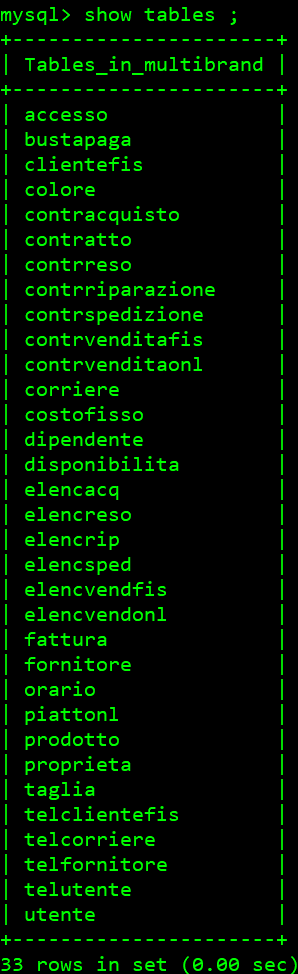 mysql> show tables ;
+----------------------+
| Tables_in_multibrand |
+----------------------+
| accesso              |
| bustapaga            |
| clientefis           |
| colore               |
| contracquisto        |
| contratto            |
| contrreso            |
| contrriparazione     |
| contrspedizione      |
| contrvenditafis      |
| contrvenditaonl      |
| corriere             |
| costofisso           |
| dipendente           |
| disponibilita        |
| elencacq             |
| elencreso            |
| elencrip             |
| elencsped            |
| elencvendfis         |
| elencvendonl         |
| fattura              |
| fornitore            |
| orario               |
| piattonl             |
| prodotto             |
| proprieta            |
| taglia               |
| telclientefis        |
| telcorriere          |
| telfornitore         |
| telutente            |
| utente               |
+----------------------+
33 rows in set (0.00 sec)